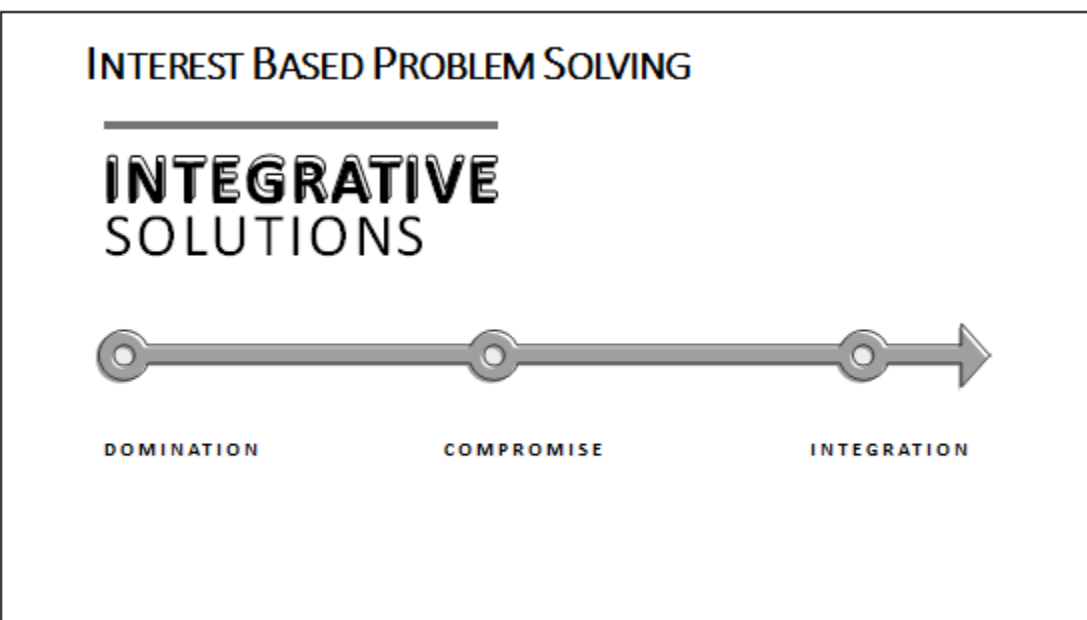 INTEREST BASED PROBLEM SOLVING
INTEGRATIVE
SOLUTIONS
DOMINATION COMPROMISE INTEGRATION